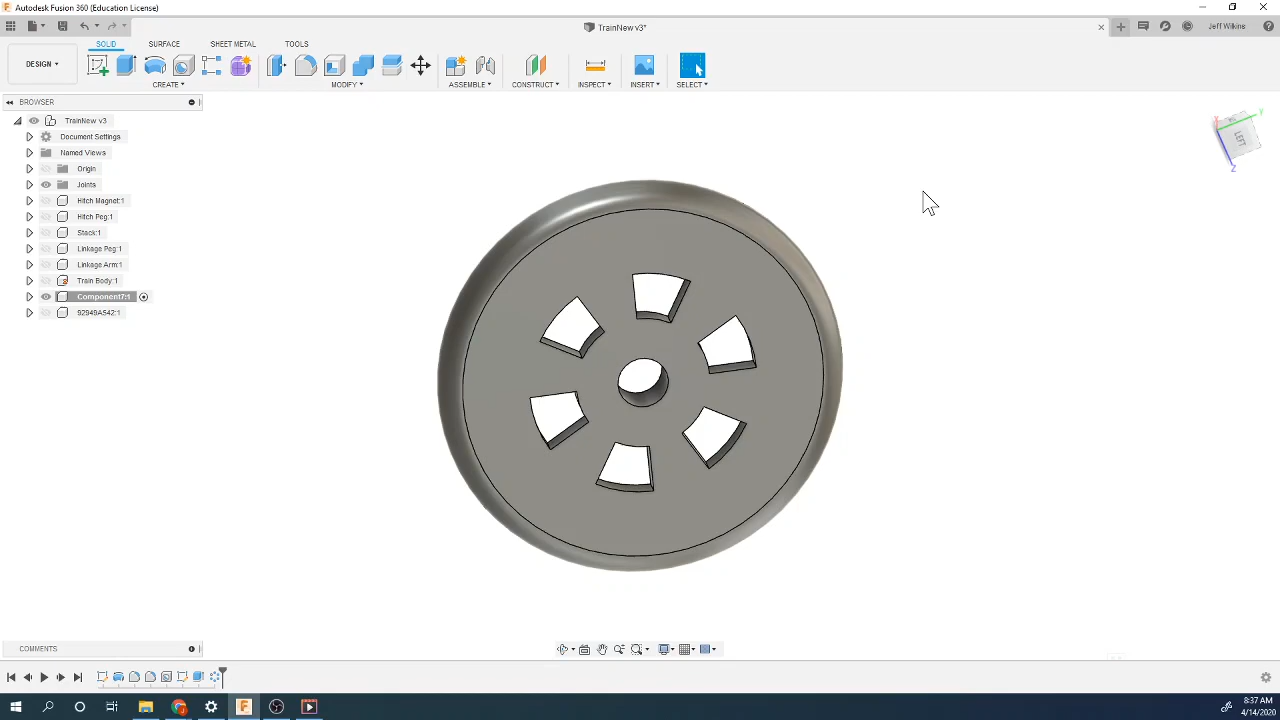 Autodesk Fusion 360 (Education License)
TrainNew v3*
Jeff Wilkins
SOLID SURFACE SHEET METAL TOOLS
DESIGN
CREATE MODIFY ASSEMBLE CONSTRUCT INSPECT INSERT SELECT
BROWSER
TrainNew v3
Document Settings
Named Views
Origin
Joints
Hitch Magnet:1
Hitch Peg:1
Stack:1
Linkage Peg:1
Linkage Arm:1
Train Body:1
Component7:1
92949A542:1
LEFT
Z
COMMENTS
8:37 AM
4/14/2020